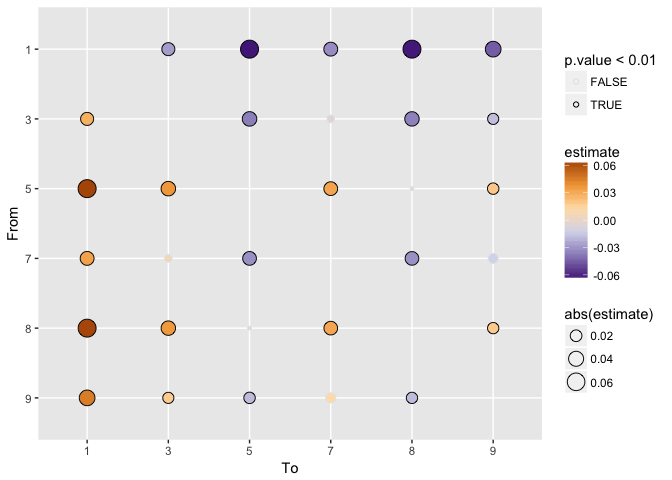 1
3
5
7
8
9
From
1
3
5
7
8
9
To
p.value < 0.01
FALSE
TRUE
estimate
0.06
0.03
0.00
-0.03
-0.06
abs(estimate)
0.02
0.04
0.06